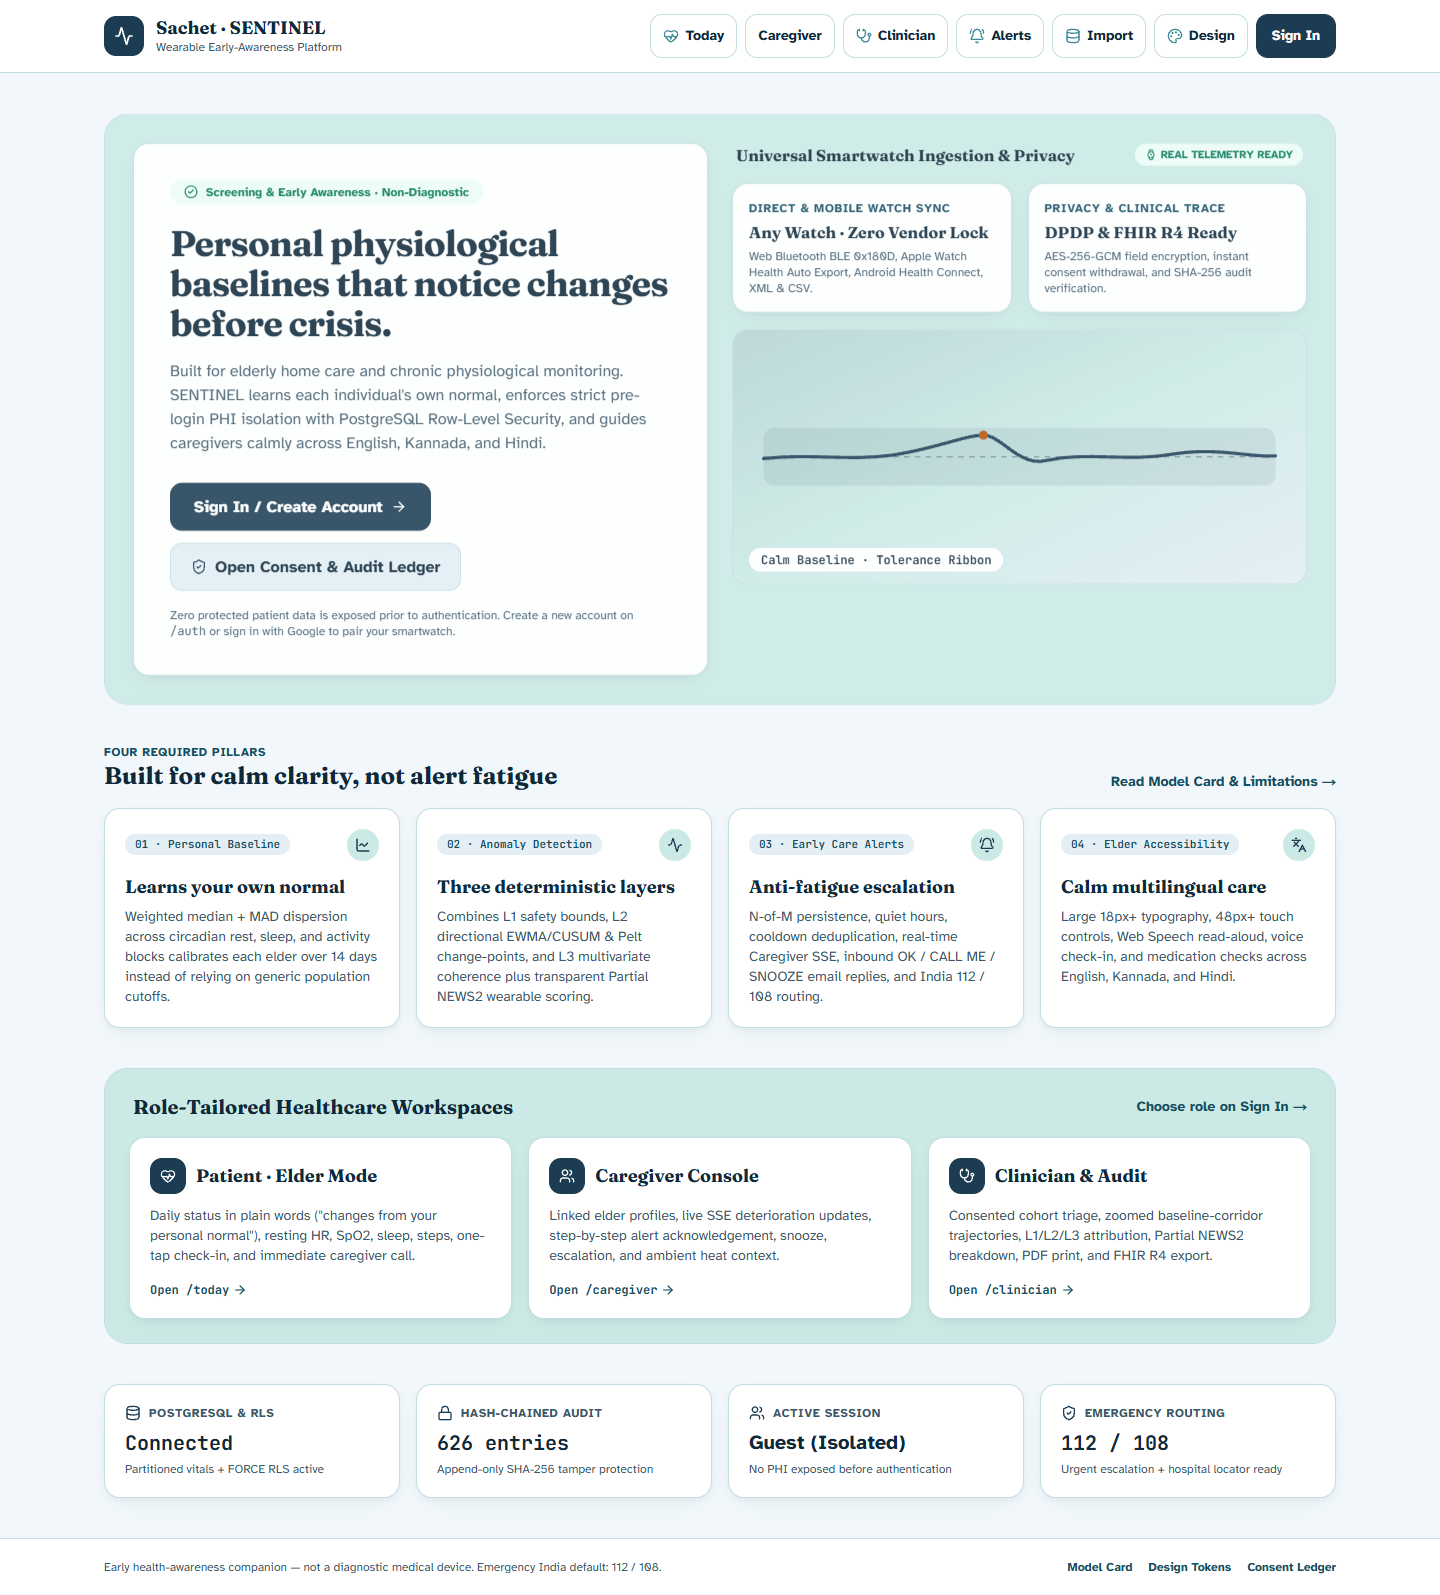 Sachet · SENTINEL
Wearable Early-Awareness Platform
Today
Caregiver
Clinician
Alerts
Import
Design
Sign In
Screening & Early Awareness · Non-Diagnostic
Personal physiological
baselines that notice changes
before crisis.
Built for elderly home care and chronic physiological monitoring.
SENTINEL learns each individual's own normal, enforces strict pre-
login PHI isolation with PostgreSQL Row-Level Security, and guides
caregivers calmly across English, Kannada, and Hindi.
Sign In / Create Account →
Open Consent & Audit Ledger
Zero protected patient data is exposed prior to authentication. Create a new account on
/auth or sign in with Google to pair your smartwatch.
Universal Smartwatch Ingestion & Privacy
REAL TELEMETRY READY
DIRECT & MOBILE WATCH SYNC
Any Watch · Zero Vendor Lock
Web Bluetooth BLE 0x180D, Apple Watch
Health Auto Export, Android Health Connect,
XML & CSV.
PRIVACY & CLINICAL TRACE
DPDP & FHIR R4 Ready
AES-256-GCM field encryption, instant
consent withdrawal, and SHA-256 audit
verification.
Calm Baseline · Tolerance Ribbon
FOUR REQUIRED PILLARS
Built for calm clarity, not alert fatigue
Read Model Card & Limitations →
01 · Personal Baseline
Learns your own normal
Weighted median + MAD dispersion
across circadian rest, sleep, and activity
blocks calibrates each elder over 14 days
instead of relying on generic population
cutoffs.
02 · Anomaly Detection
Three deterministic layers
Combines L1 safety bounds, L2
directional EWMA/CUSUM & Pelt
change-points, and L3 multivariate
coherence plus transparent Partial
NEWS2 wearable scoring.
03 · Early Care Alerts
Anti-fatigue escalation
N-of-M persistence, quiet hours,
cooldown deduplication, real-time
Caregiver SSE, inbound OK / CALL ME /
SNOOZE email replies, and India 112 /
108 routing.
04 · Elder Accessibility
Calm multilingual care
Large 18px+ typography, 48px+ touch
controls, Web Speech read-aloud, voice
check-in, and medication checks across
English, Kannada, and Hindi.
Role-Tailored Healthcare Workspaces
Choose role on Sign In →
Patient · Elder Mode
Daily status in plain words ("changes from your
personal normal"), resting HR, SpO2, sleep, steps, one-
tap check-in, and immediate caregiver call.
Open /today →
Caregiver Console
Linked elder profiles, live SSE deterioration updates,
step-by-step alert acknowledgement, snooze,
escalation, and ambient heat context.
Open /caregiver →
Clinician & Audit
Consented cohort triage, zoomed baseline-corridor
trajectories, L1/L2/L3 attribution, Partial NEWS2
breakdown, PDF print, and FHIR R4 export.
Open /clinician →
POSTGRESQL & RLS
Connected
Partitioned vitals + FORCE RLS active
HASH-CHAINED AUDIT
626 entries
Append-only SHA-256 tamper protection
ACTIVE SESSION
Guest (Isolated)
No PHI exposed before authentication
EMERGENCY ROUTING
112 / 108
Urgent escalation + hospital locator ready
Early health-awareness companion — not a diagnostic medical device. Emergency India default: 112 / 108.
Model Card
Design Tokens
Consent Ledger